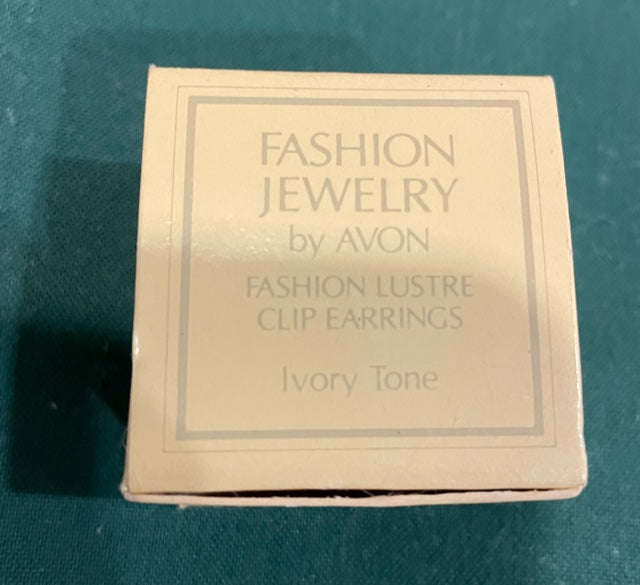 FASHION
JEWELRY
by AVON
FASHION LUSTRE
CLIP EARRINGS
Ivory Tone